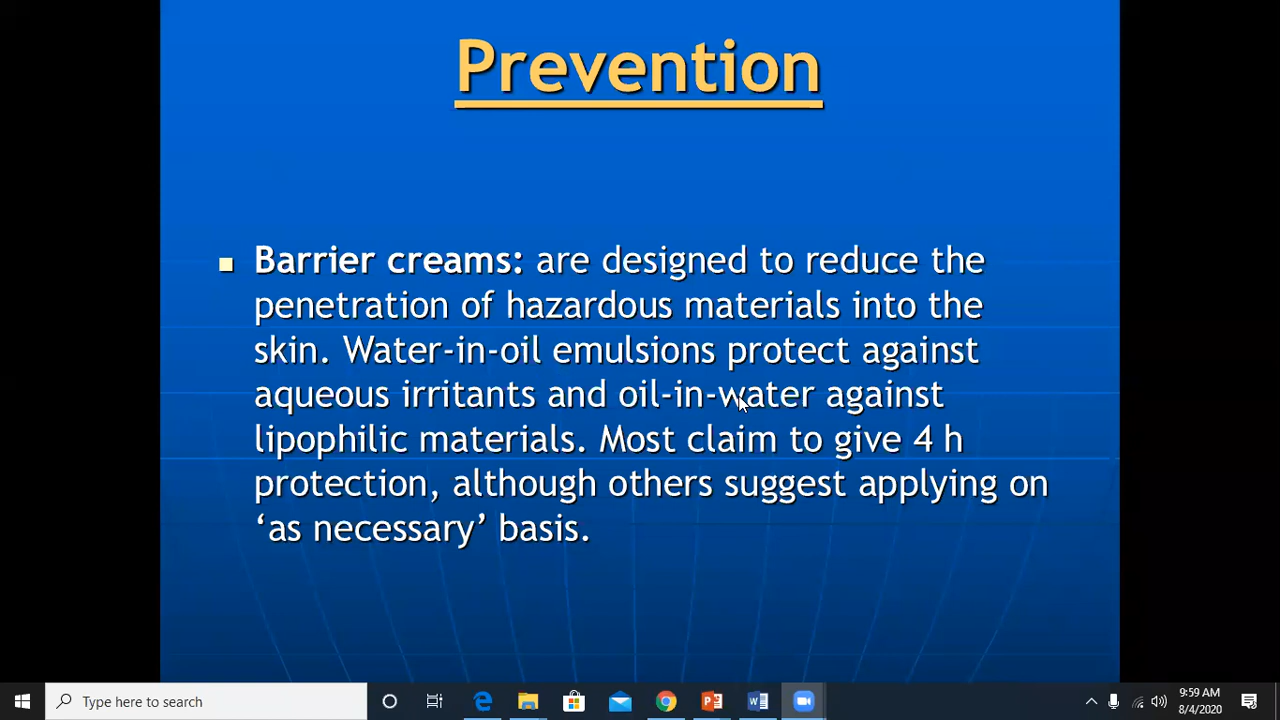 Prevention
Barrier creams: are designed to reduce the
penetration of hazardous materials into the
skin. Water-in-oil emulsions protect against
aqueous irritants and oil-in-water against
lipophilic materials. Most claim to give 4 h
protection, although others suggest applying on
‘as necessary’ basis.
Type here to search
9:59 AM
8/4/2020